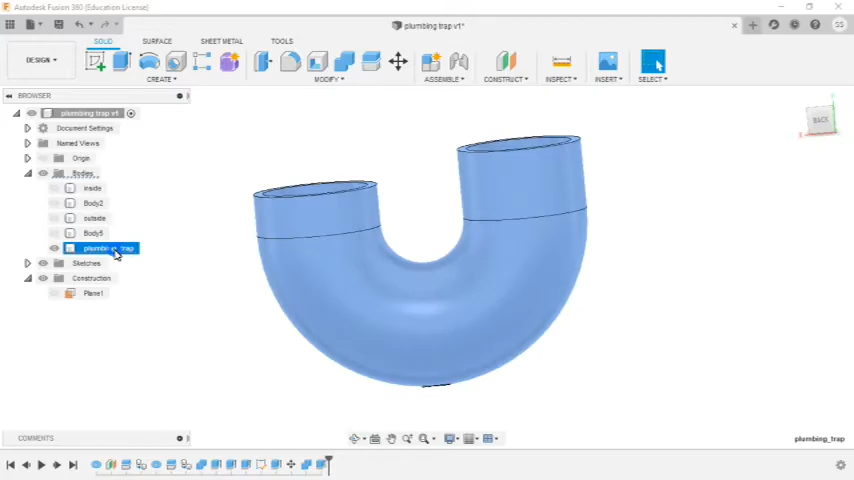 Autodesk Fusion 360 (Education License)
plumbing trap v1*
SS
DESIGN
SOLID
SURFACE
SHEET METAL
TOOLS
CREATE
MODIFY
ASSEMBLE
CONSTRUCT
INSPECT
INSERT
SELECT
BROWSER
plumbing trap v1
Document Settings
Named Views
Origin
Bodies
inside
Body2
outside
Body5
plumbing_trap
Sketches
Construction
Plane1
BACK
COMMENTS
plumbing_trap